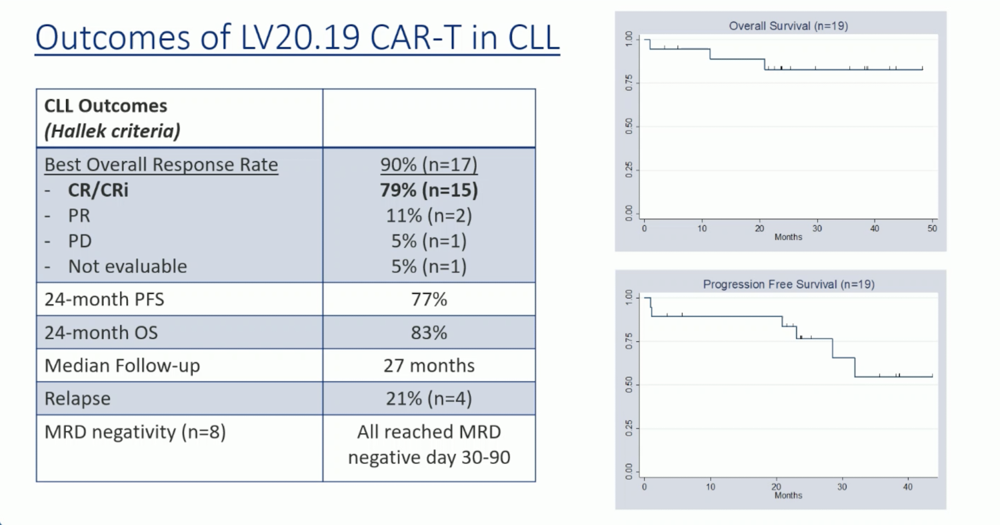 Outcomes of LV20.19 CAR-T in CLL
CLL Outcomes
(Hallek criteria)
Best Overall Response Rate 90% (n=17)
- CR/CRi 79% (n=15)
- PR 11% (n=2)
- PD 5% (n=1)
- Not evaluable 5% (n=1)
24-month PFS 77%
24-month OS 83%
Median Follow-up 27 months
Relapse 21% (n=4)
MRD negativity (n=8) All reached MRD
negative day 30-90
Overall Survival (n=19)
1.00
0.75
0.50
0.25
0.00
0 10 20 30 40 50
Months
Progression Free Survival (n=19)
1.00
0.75
0.50
0.25
0.00
0 10 20 30 40
Months